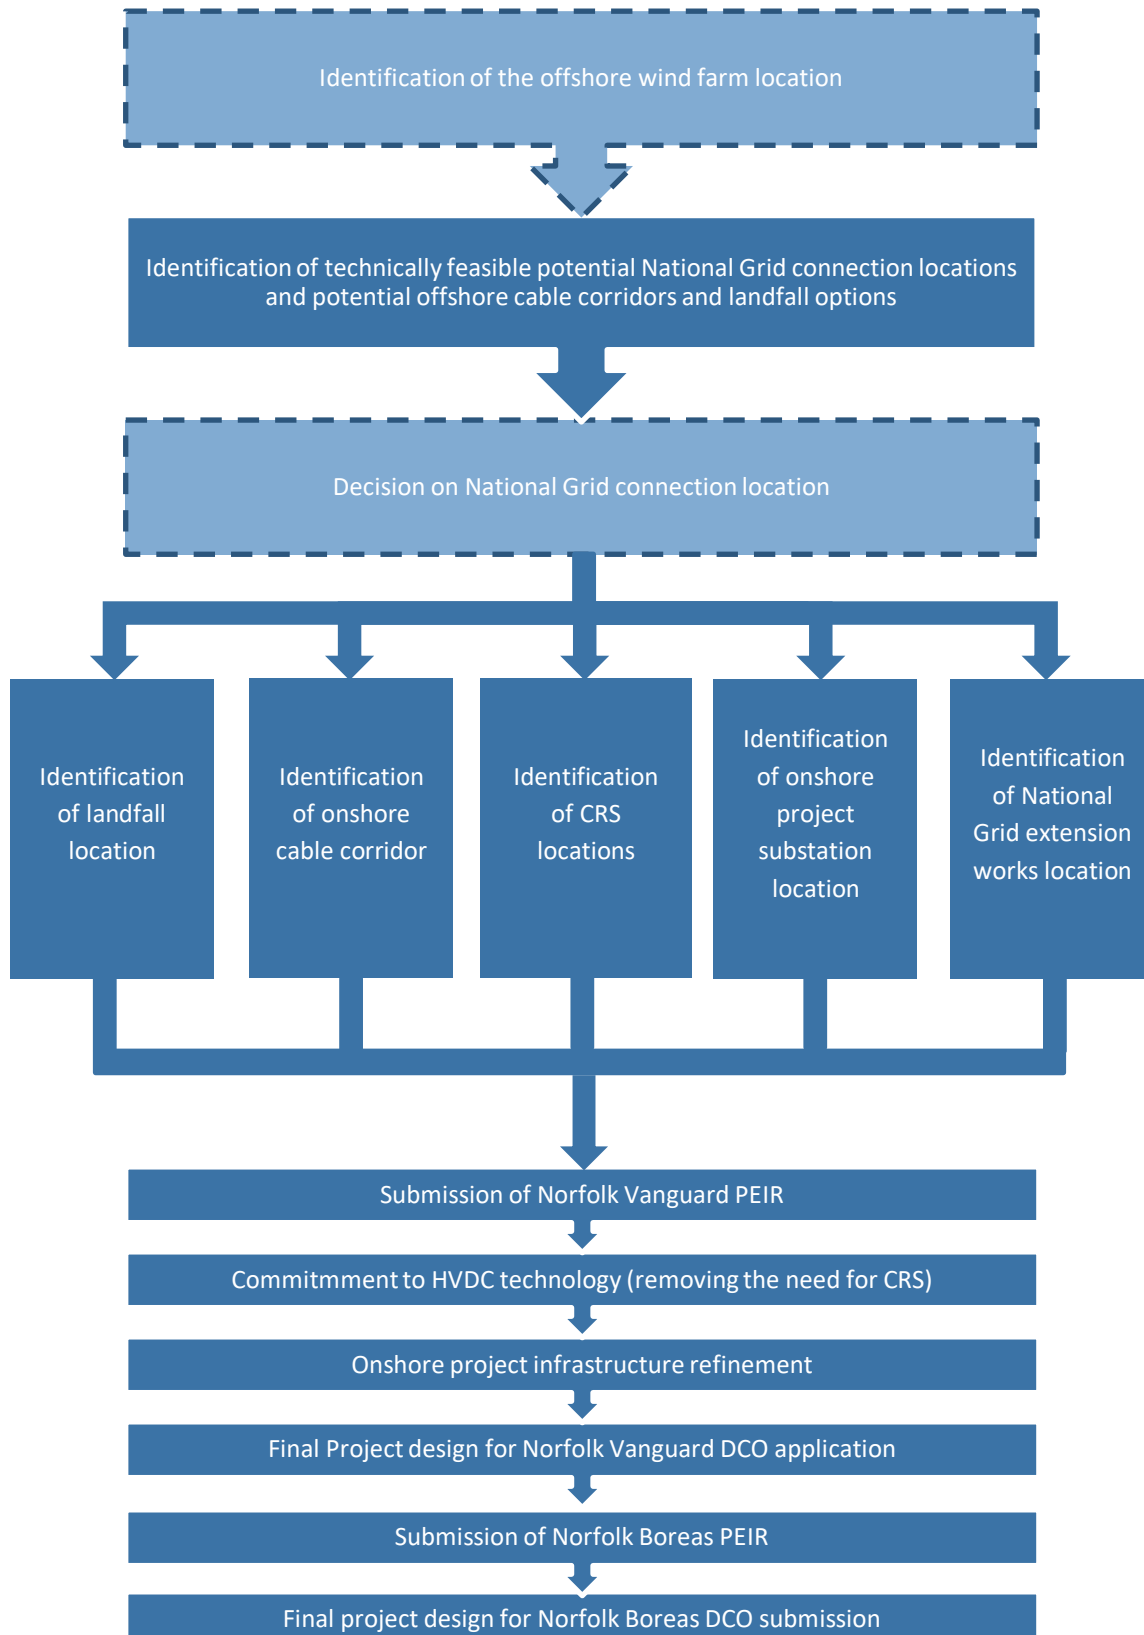 Identification of the offshore wind farm location
Identification of technically feasible potential National Grid connection locations
and potential offshore cable corridors and landfall options
Decision on National Grid connection location
Identification
of landfall
location
Identification
of onshore
cable corridor
Identification
of CRS
locations
Identification
of onshore
project
substation
location
Identification
of National
Grid extension
works location
Submission of Norfolk Vanguard PEIR
Commitmment to HVDC technology (removing the need for CRS)
Onshore project infrastructure refinement
Final Project design for Norfolk Vanguard DCO application
Submission of Norfolk Boreas PEIR
Final project design for Norfolk Boreas DCO submission